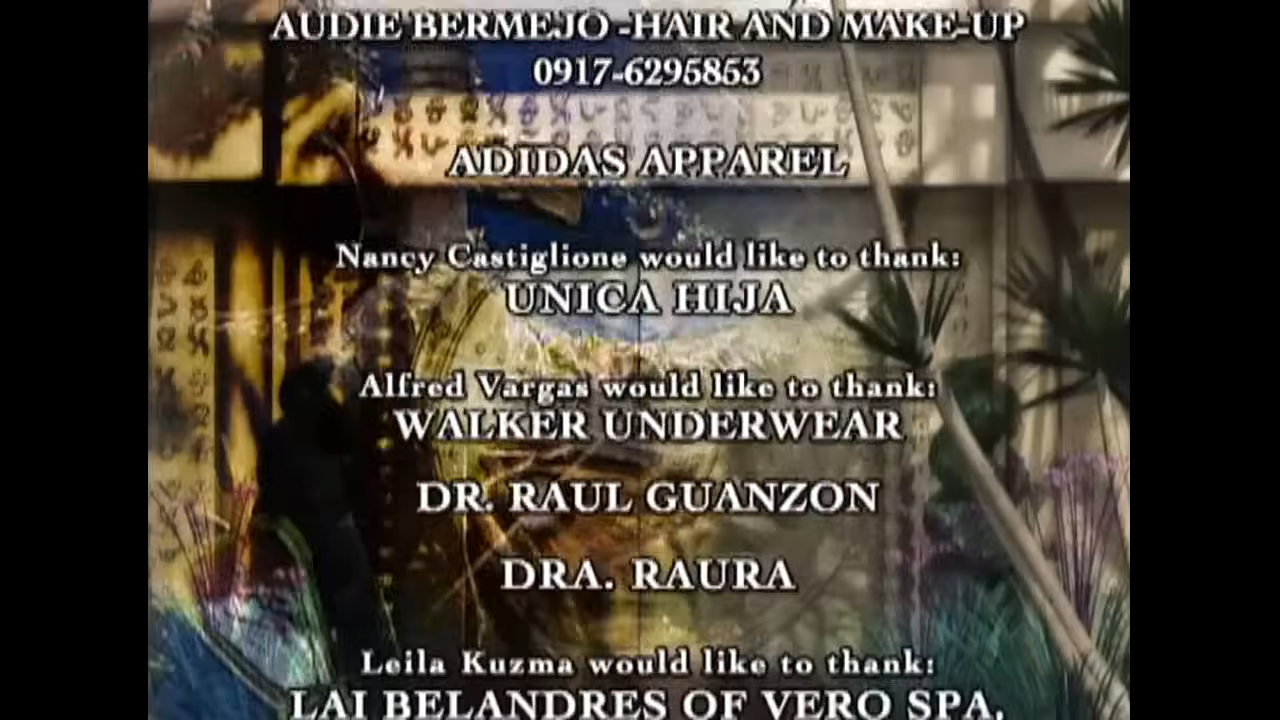 AUDIE BERMEJO -HAIR AND MAKE-UP
0917-6295853
ADIDAS APPAREL
Nancy Castiglione would like to thank:
UNICA HIJA
Alfred Vargas would like to thank:
WALKER UNDERWEAR
DR. RAUL GUANZON
DRA. RAURA
Leila Kuzma would like to thank:
LAI BELANDRES OF VERO SPA,